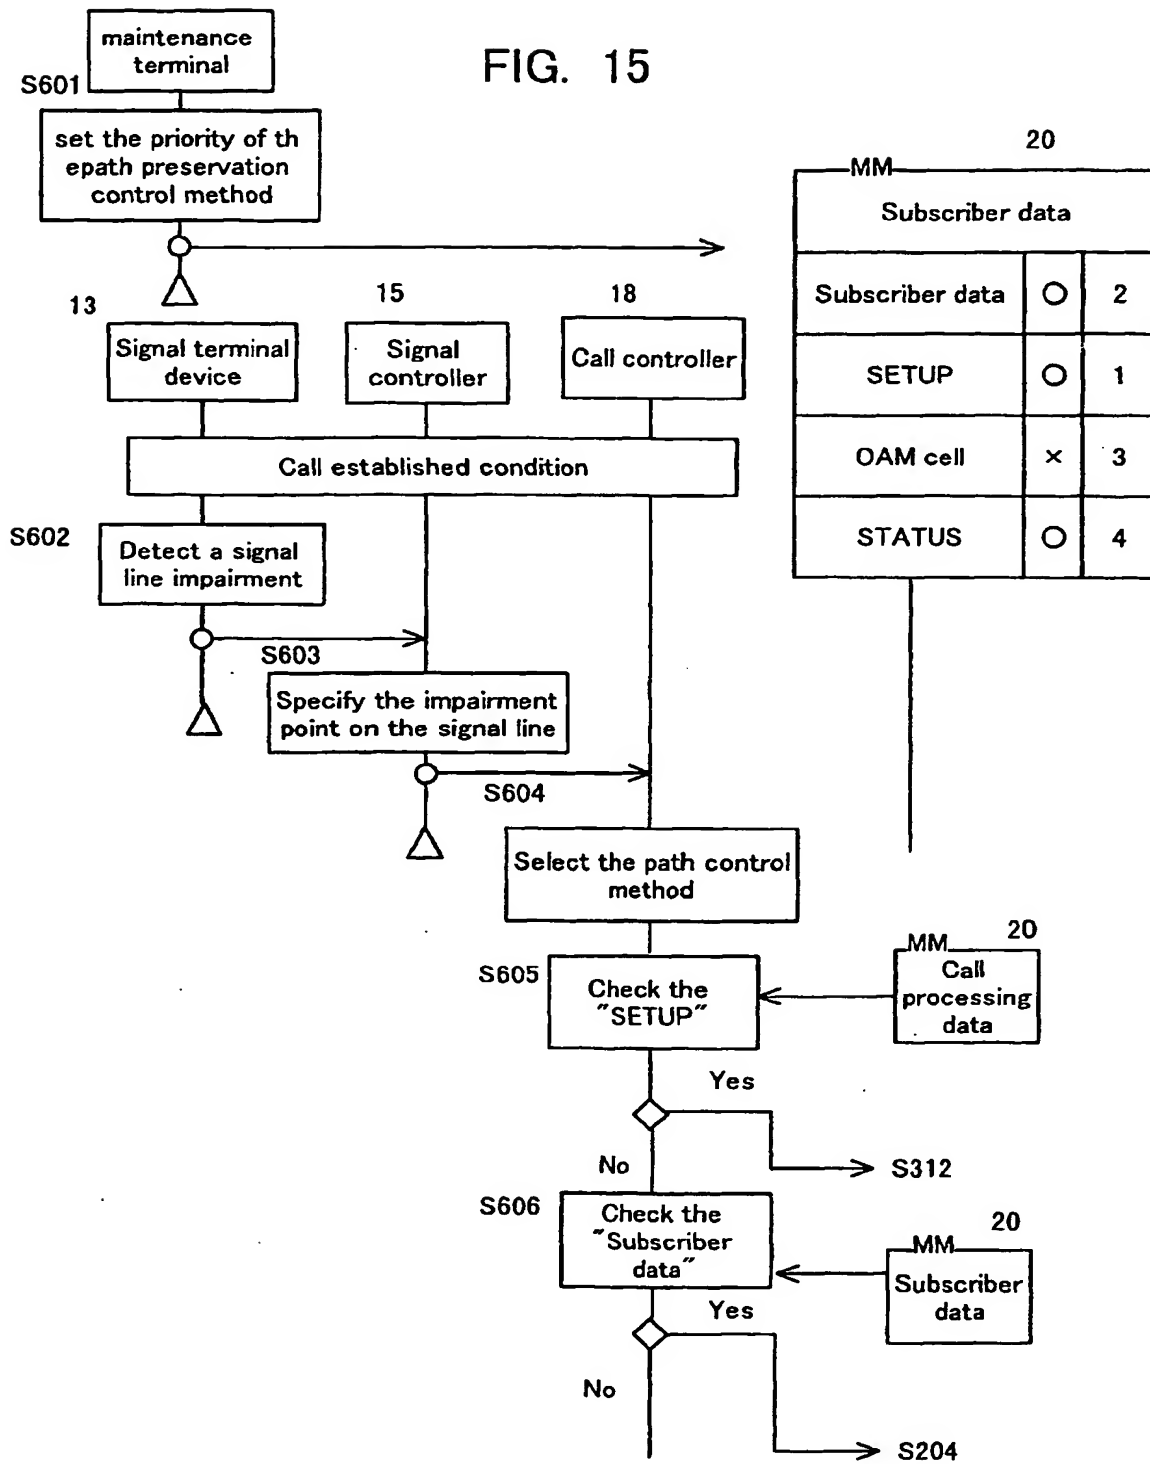 FIG. 15
maintenance
terminal
S601
set the priority of th
epath preservation
control method
20
MM
Subscriber data
Subscriber data ○ 2
SETUP ○ 1
OAM cell × 3
STATUS ○ 4
13
15
18
Signal terminal
device
Signal
controller
Call controller
Call established condition
S602
Detect a signal
line impairment
S603
Specify the impairment
point on the signal line
S604
Select the path control
method
S605
Check the
"SETUP"
20
MM
Call
processing
data
Yes
No
S312
S606
Check the
"Subscriber
data"
20
MM
Subscriber
data
Yes
No
S204